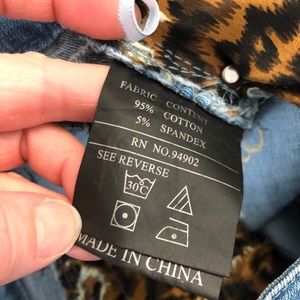 FABRIC CONTENT
95% COTTON
5% SPANDEX
RN NO.94902
SEE REVERSE
30°
MADE IN CHINA